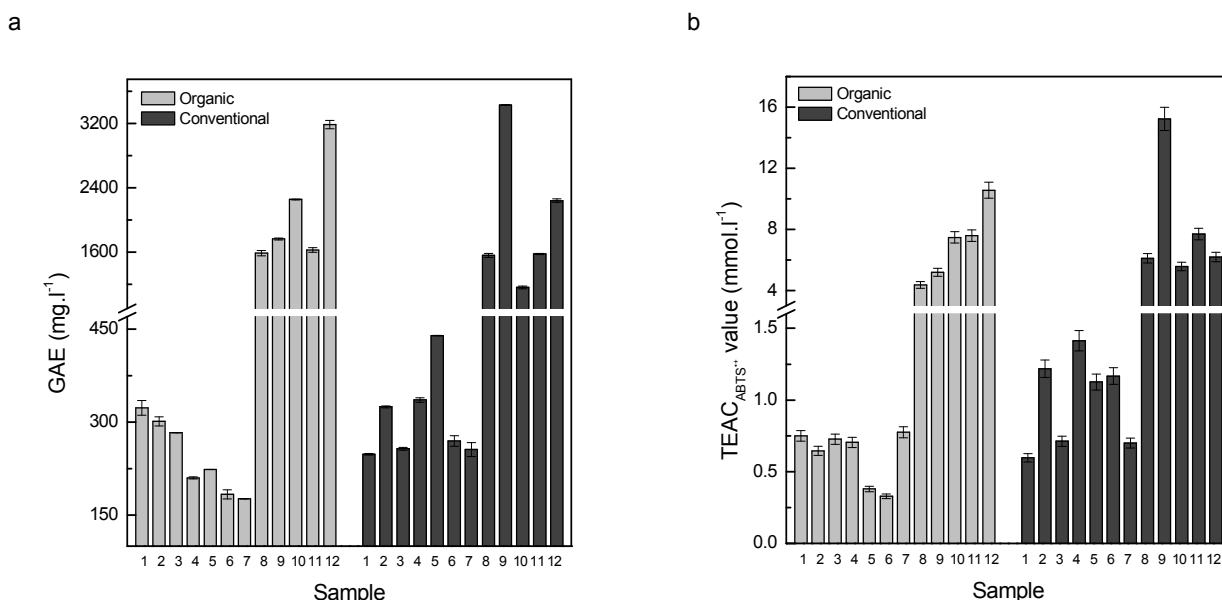 a
Organic
Conventional
3200
2400
1600
450
300
150
GAE (mg.l⁻¹)
1 2 3 4 5 6 7 8 9 10 11 12 1 2 3 4 5 6 7 8 9 10 11 12
Sample
b
Organic
Conventional
16
12
8
4
1.5
1.0
0.5
0.0
TEAC ABTS•+ value (mmol.l⁻¹)
1 2 3 4 5 6 7 8 9 10 11 12 1 2 3 4 5 6 7 8 9 10 11 12
Sample